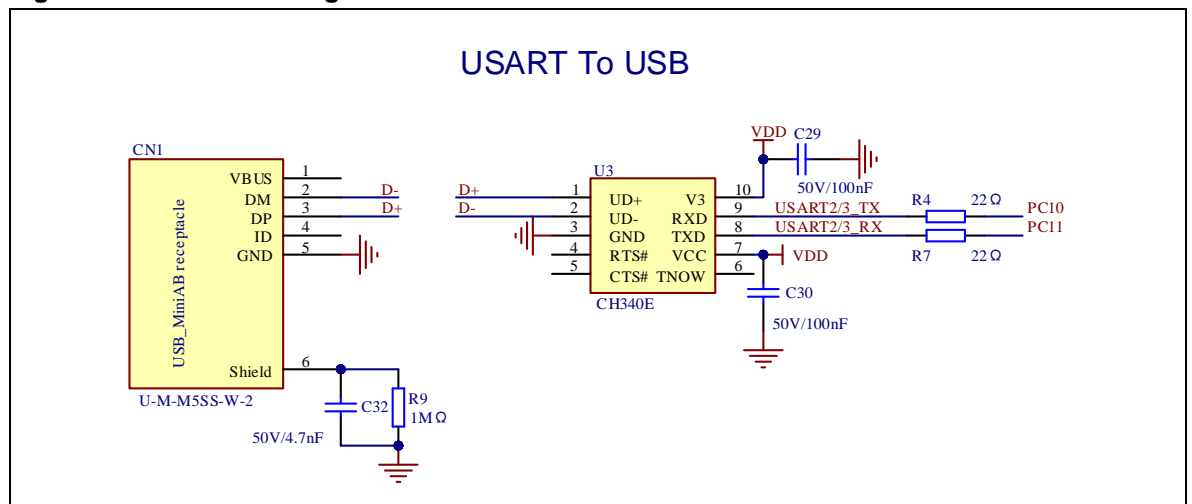 USART To USB
CN1
USB_MiniAB receptacle
VBUS 1
DM 2 D-
DP 3 D+
ID 4
GND 5
Shield 6
U-M-M5SS-W-2
C32
50V/4.7nF
R9
1MΩ
U3
D+ 1 UD+ V3 10
D- 2 UD- RXD 9 USART2/3_TX
3 GND TXD 8 USART2/3_RX
4 RTS# VCC 7 VDD
5 CTS# TNOW 6
CH340E
VDD
C29
50V/100nF
R4 22Ω PC10
R7 22Ω PC11
C30
50V/100nF